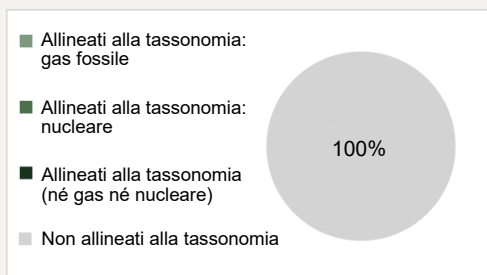 Allineati alla tassonomia:
gas fossile
Allineati alla tassonomia:
nucleare
Allineati alla tassonomia
(né gas né nucleare)
Non allineati alla tassonomia
100%